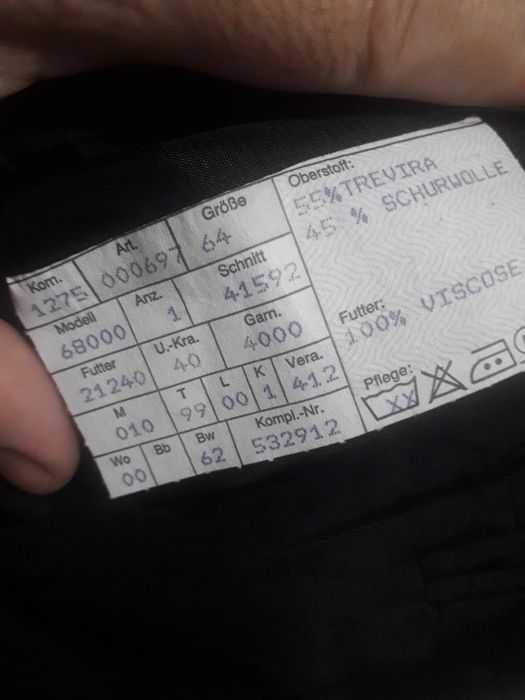 Kom. Art. Größe
1275 000697 64
Modell Anz. Schnitt
68000 1 41592
Futter U.-Kra. Garn.
21240 40 4000
M T L K Vera.
010 99 00 1 412
Wo Bb Bw Kompl.-Nr.
00 62 532912
Oberstoff:
55%TREVIRA
45 % SCHURWOLLE
Futter:
100% VISCOSE
Pflege:
XX